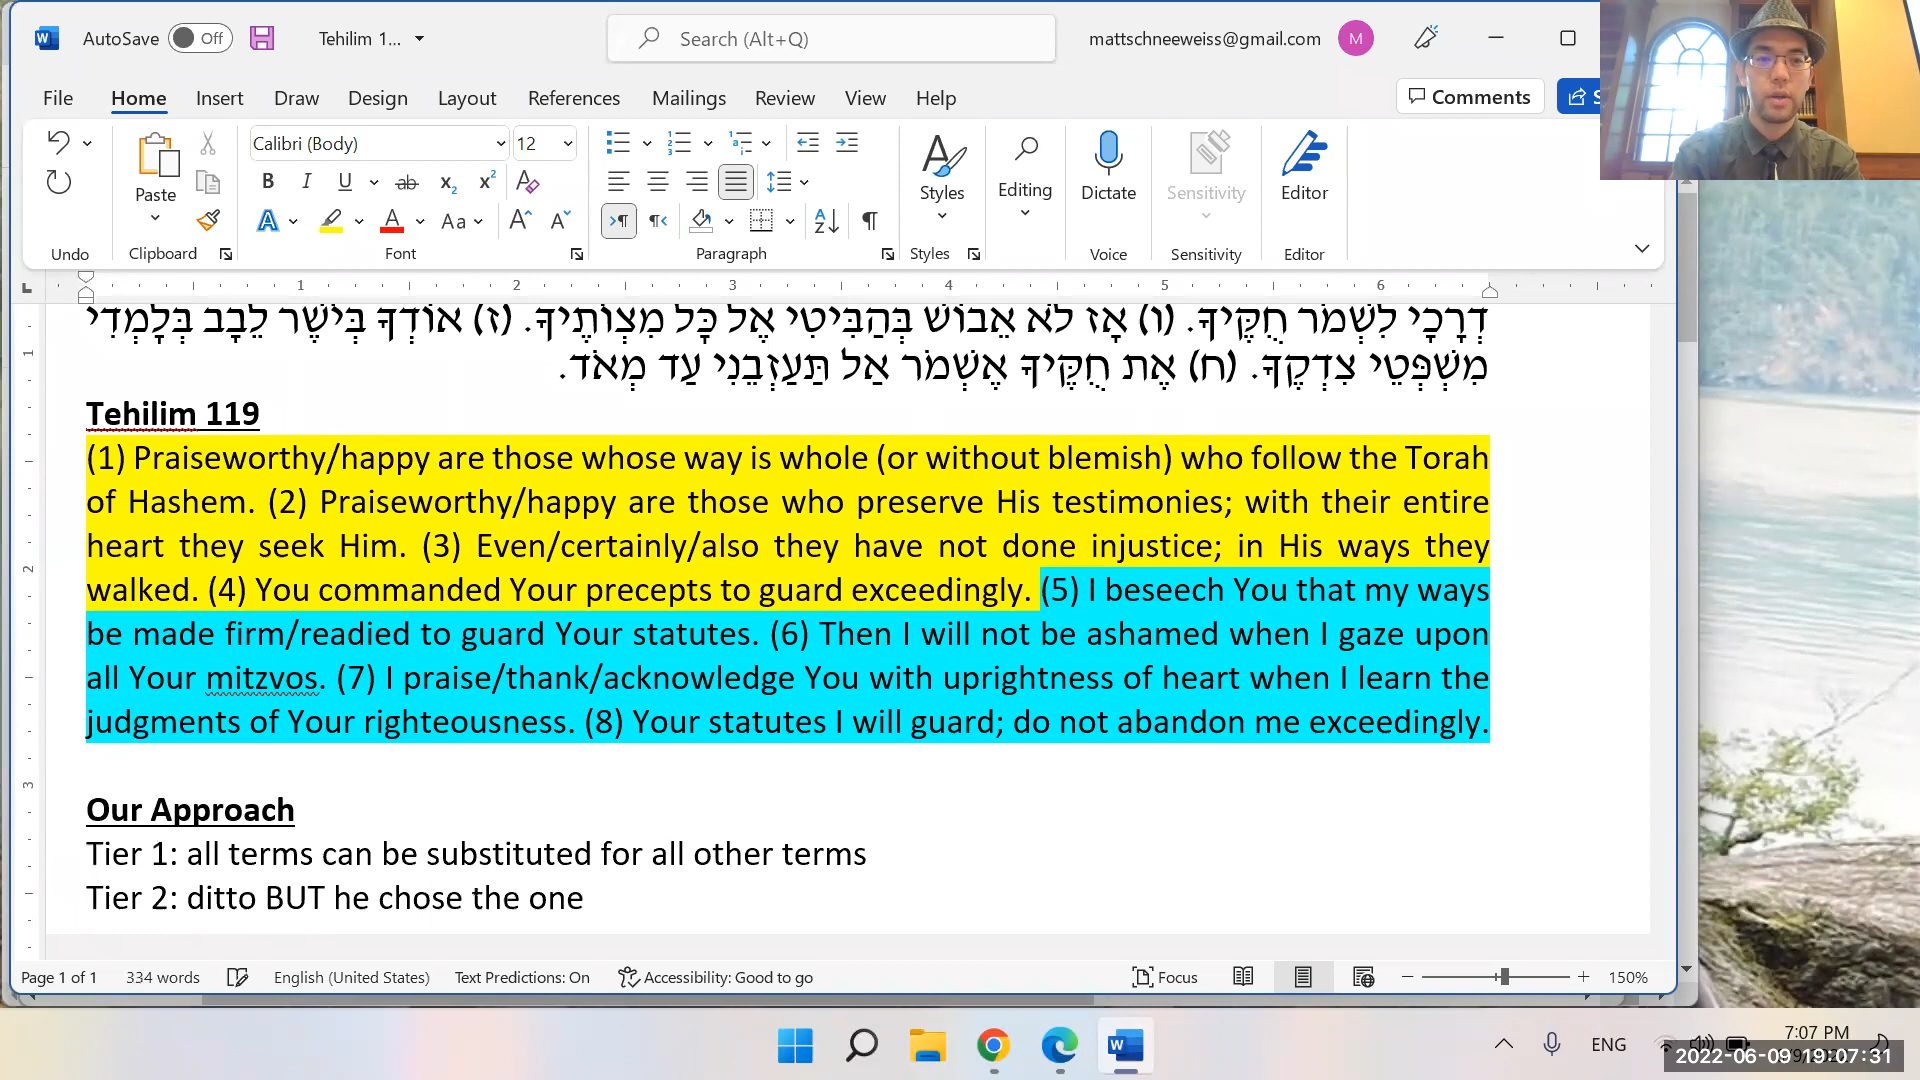 AutoSave Off Tehilim 1... Search (Alt+Q) mattschneeweiss@gmail.com M
File Home Insert Draw Design Layout References Mailings Review View Help Comments S
Calibri (Body) 12
Paste Styles Editing Dictate Sensitivity Editor
Undo Clipboard Font Paragraph Styles Voice Sensitivity Editor
1 2 3 4 5 6
דְרָכָי לִשְׁמֹר חֻקֶּיךָ. (ו) אָז לֹא אֵבוֹשׁ בְּהַבִּיטִי אֶל כָּל מִצְוֹתֶיךָ. (ז) אוֹדְךָ בְּיֹשֶׁר לֵבָב בְּלָמְדִי
מִשְׁפְּטֵי צִדְקֶךָ. (ח) אֶת חֻקֶּיךָ אֶשְׁמֹר אַל תַּעַזְבֵנִי עַד מְאֹד.
Tehilim 119
(1) Praiseworthy/happy are those whose way is whole (or without blemish) who follow the Torah
of Hashem. (2) Praiseworthy/happy are those who preserve His testimonies; with their entire
heart they seek Him. (3) Even/certainly/also they have not done injustice; in His ways they
walked. (4) You commanded Your precepts to guard exceedingly. (5) I beseech You that my ways
be made firm/readied to guard Your statutes. (6) Then I will not be ashamed when I gaze upon
all Your mitzvos. (7) I praise/thank/acknowledge You with uprightness of heart when I learn the
judgments of Your righteousness. (8) Your statutes I will guard; do not abandon me exceedingly.
Our Approach
Tier 1: all terms can be substituted for all other terms
Tier 2: ditto BUT he chose the one
Page 1 of 1 334 words English (United States) Text Predictions: On Accessibility: Good to go Focus 150%
ENG 7:07 PM
2022-06-09 19:07:31